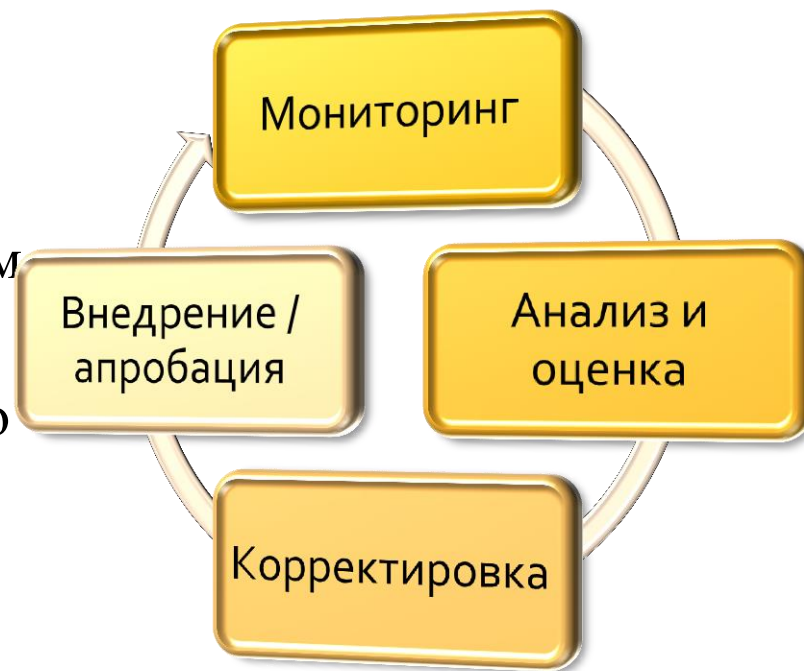 Мониторинг
м
Внедрение /
апробация
Анализ и
оценка
о
Корректировка